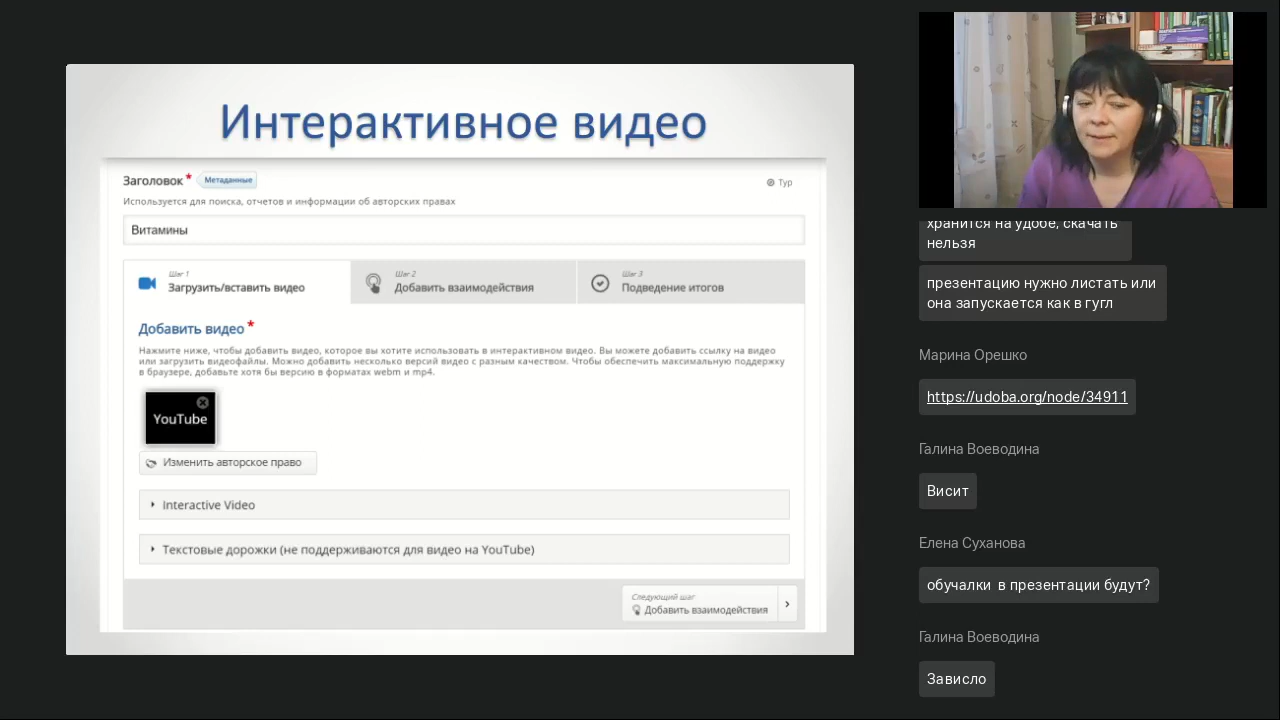 Интерактивное видео
Заголовок * Метаданные
Тур
Используется для поиска, отчетов и информации об авторских правах
Витамины
Шаг 1
Загрузить/вставить видео
Шаг 2
Добавить взаимодействия
Шаг 3
Подведение итогов
Добавить видео *
Нажмите ниже, чтобы добавить видео, которое вы хотите использовать в интерактивном видео. Вы можете добавить ссылку на видео
или загрузить видеофайлы. Можно добавить несколько версий видео с разным качеством. Чтобы обеспечить максимальную поддержку
в браузере, добавьте хотя бы версию в форматах webm и mp4.
YouTube
Изменить авторское право
Interactive Video
Текстовые дорожки (не поддерживаются для видео на YouTube)
Следующий шаг
Добавить взаимодействия
хранится на удобе, скачать
нельзя
презентацию нужно листать или
она запускается как в гугл
Марина Орешко
https://udoba.org/node/34911
Галина Воеводина
Висит
Елена Суханова
обучалки в презентации будут?
Галина Воеводина
Зависло